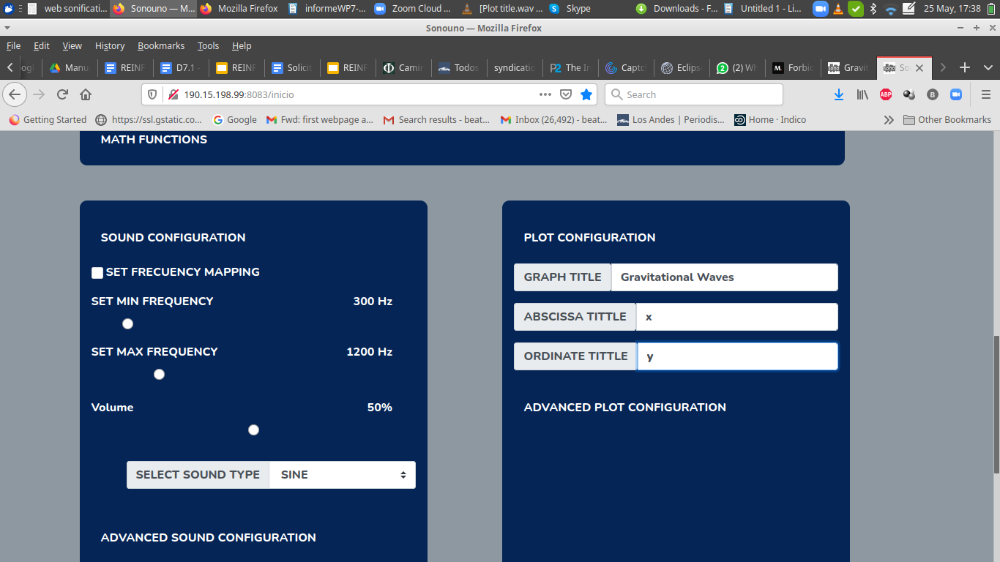 web sonificati... Sonouno — M... Mozilla Firefox informeWP7-... Zoom Cloud ... [Plot title.wav ... Skype Downloads - F... Untitled 1 - Li... 25 May, 17:38
Sonouno — Mozilla Firefox
File Edit View History Bookmarks Tools Help
Manu REINF D7.1 - REINF Solicit REINF Camin Todos syndicatio The In Captch Eclips (2) Wh Forbid Gravit So
190.15.198.99:8083/inicio Search
Getting Started https://ssl.gstatic.co... Google Fwd: first webpage a... Search results - beat... Inbox (26,492) - beat... Los Andes | Periodis... Home · Indico Other Bookmarks
MATH FUNCTIONS
SOUND CONFIGURATION
SET FRECUENCY MAPPING
SET MIN FREQUENCY 300 Hz
SET MAX FREQUENCY 1200 Hz
Volume 50%
SELECT SOUND TYPE SINE
ADVANCED SOUND CONFIGURATION
PLOT CONFIGURATION
GRAPH TITLE Gravitational Waves
ABSCISSA TITTLE x
ORDINATE TITTLE y
ADVANCED PLOT CONFIGURATION